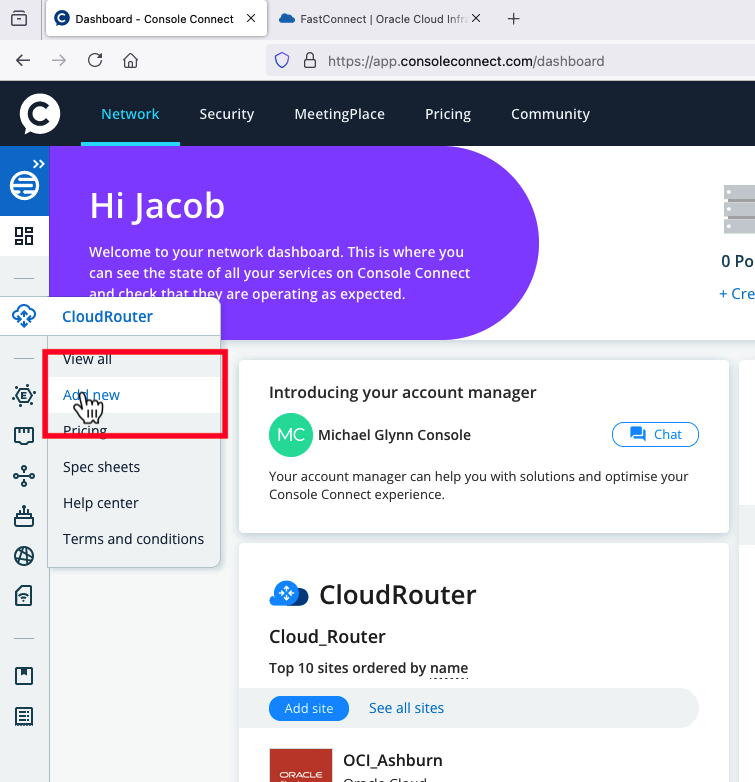 Dashboard - Console Connect
FastConnect | Oracle Cloud Infra
https://app.consoleconnect.com/dashboard
Network
Security
MeetingPlace
Pricing
Community
Hi Jacob
Welcome to your network dashboard. This is where you
can see the state of all your services on Console Connect
and check that they are operating as expected.
0 Po
+ Cre
CloudRouter
View all
Add new
Pricing
Spec sheets
Help center
Terms and conditions
Introducing your account manager
MC
Michael Glynn Console
Chat
Your account manager can help you with solutions and optimise your
Console Connect experience.
CloudRouter
Cloud_Router
Top 10 sites ordered by name
Add site
See all sites
ORACLE
OCI_Ashburn
Oracle Cloud